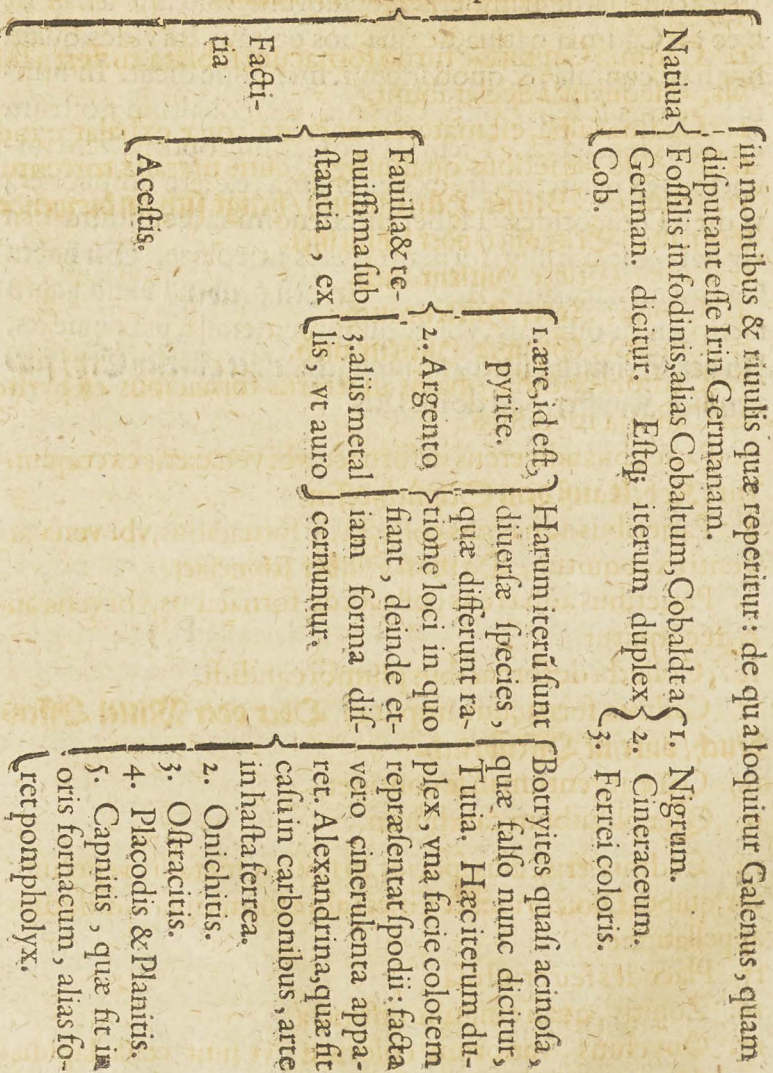 Natiua
in montibus & riuulis quæ reperitur: de qua loquitur Galenus, quam
diſputant eſſe Irin Germanam.
Foſſilis in fodinis, alias Cobaltum, Cobaldta
German. dicitur. Eſtq; iterum duplex
Cob.
1. Nigrum.
2. Cineraceum.
3. Ferrei coloris.
Facti-
tia
Fauilla & te-
nuiſſima ſub
ſtantia, ex
1. ære, id eſt,
pyrite.
2. Argento
3. aliis metal
lis, vt auro
Harum iterũ ſunt
diuerſæ ſpecies,
quæ differunt ra-
tione loci in quo
fiant, deinde et-
iam forma diſ-
cernuntur.
Botryites quaſi acinoſa,
quæ falſo nunc dicitur,
Tutia. Hæc iterum du-
plex, vna facie colorem
repræſentat ſpodii: facta
vero cinerulenta appa-
ret. Alexandrina, quæ fit
caſu in carbonibus, arte
in haſta ferrea.
2. Onichitis.
3. Oſtracitis.
4. Placodis & Planitis.
5. Capnitis, quæ fit in
oris fornacum, alias fo-
ret pompholyx.
Aceſtis.